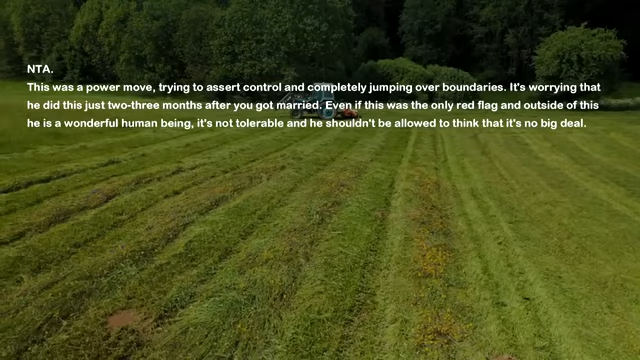 NTA.
This was a power move, trying to assert control and completely jumping over boundaries. It's worrying that
he did this just two-three months after you got married. Even if this was the only red flag and outside of this
he is a wonderful human being, it's not tolerable and he shouldn't be allowed to think that it's no big deal.